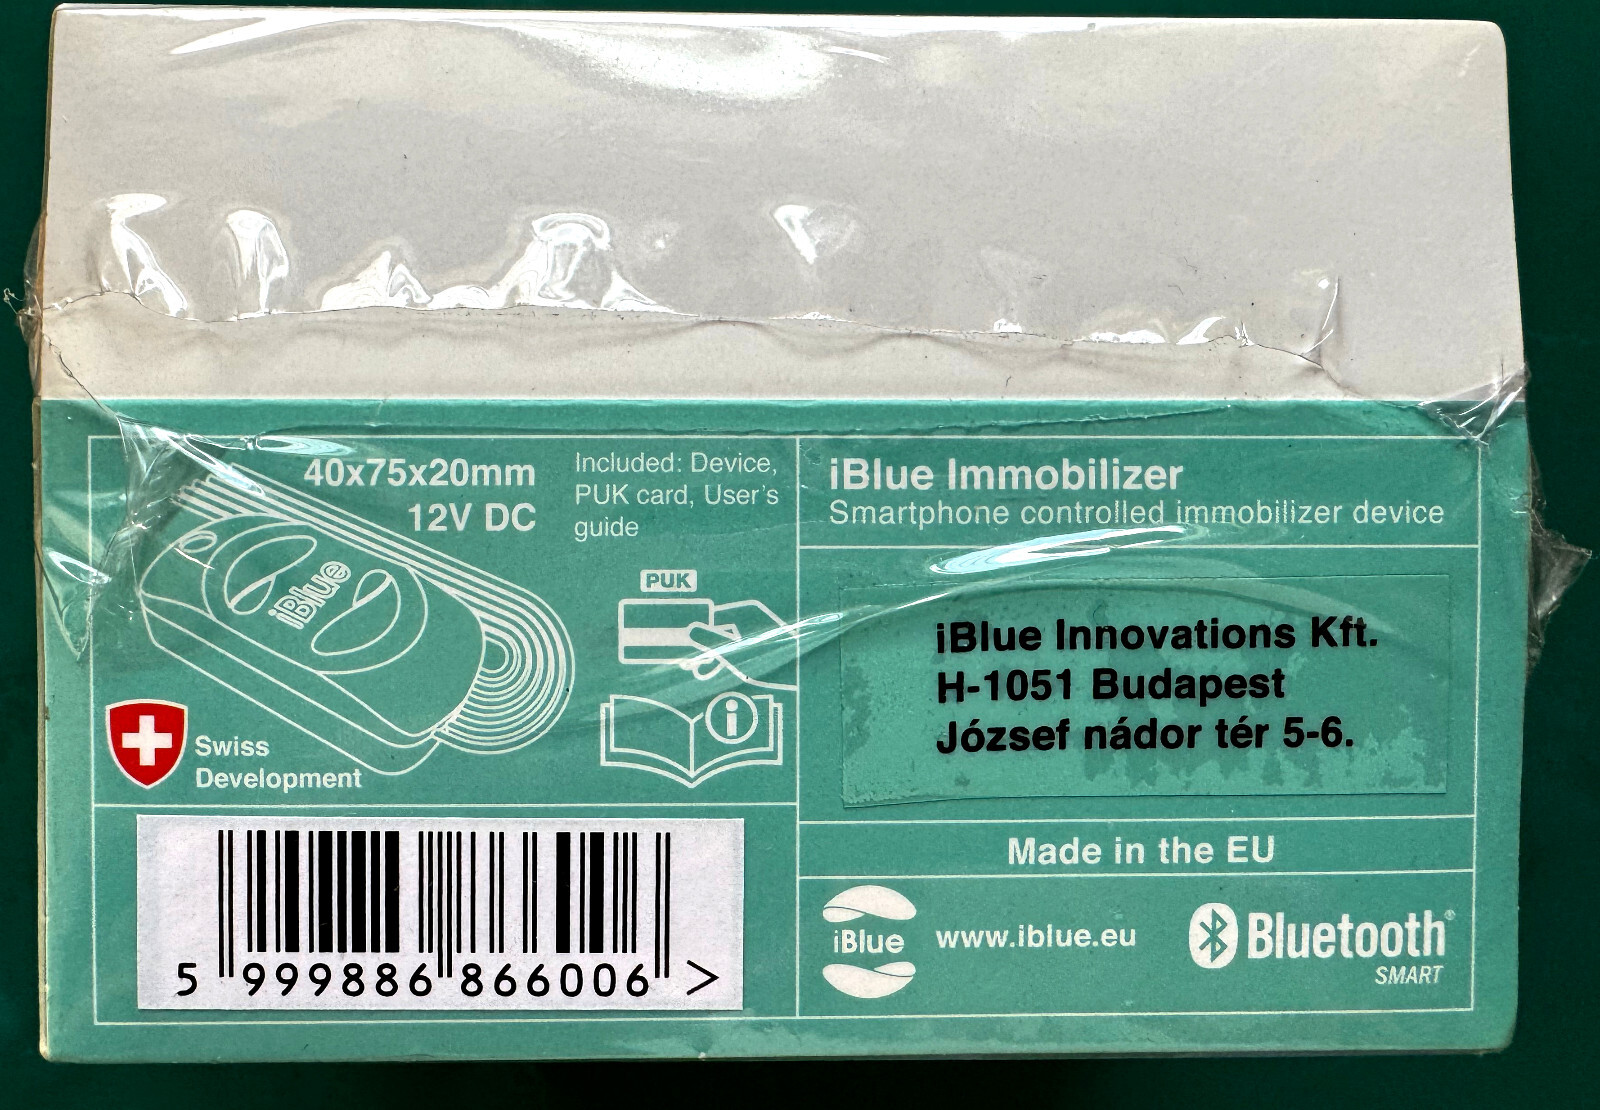 40x75x20mm
12V DC
Included: Device,
PUK card, User's
guide
iBlue
PUK
i
Swiss
Development
5 999886 866006 >
iBlue Immobilizer
Smartphone controlled immobilizer device
iBlue Innovations Kft.
H-1051 Budapest
József nádor tér 5-6.
Made in the EU
iBlue
www.iblue.eu
Bluetooth®
SMART